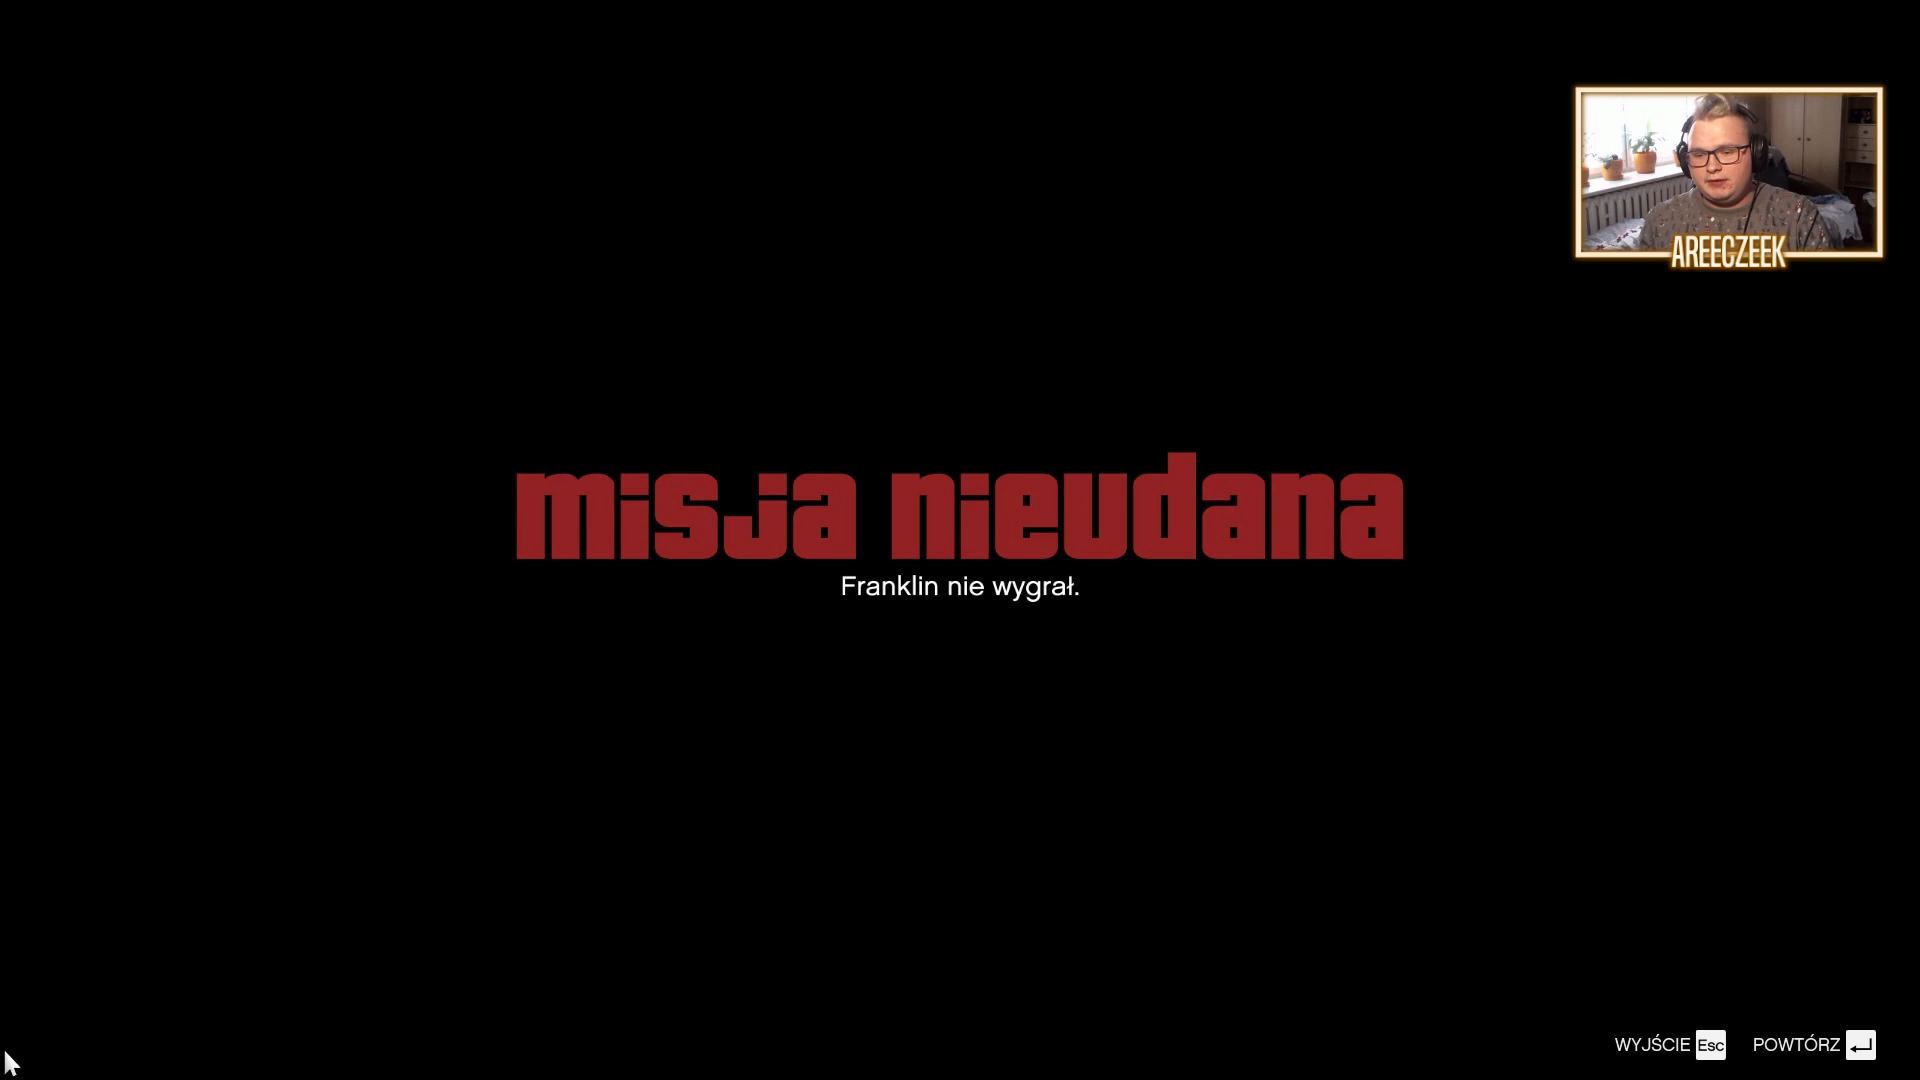 AREECZEEK
misja nieudana
Franklin nie wygrał.
WYJŚCIE Esc POWTÓRZ